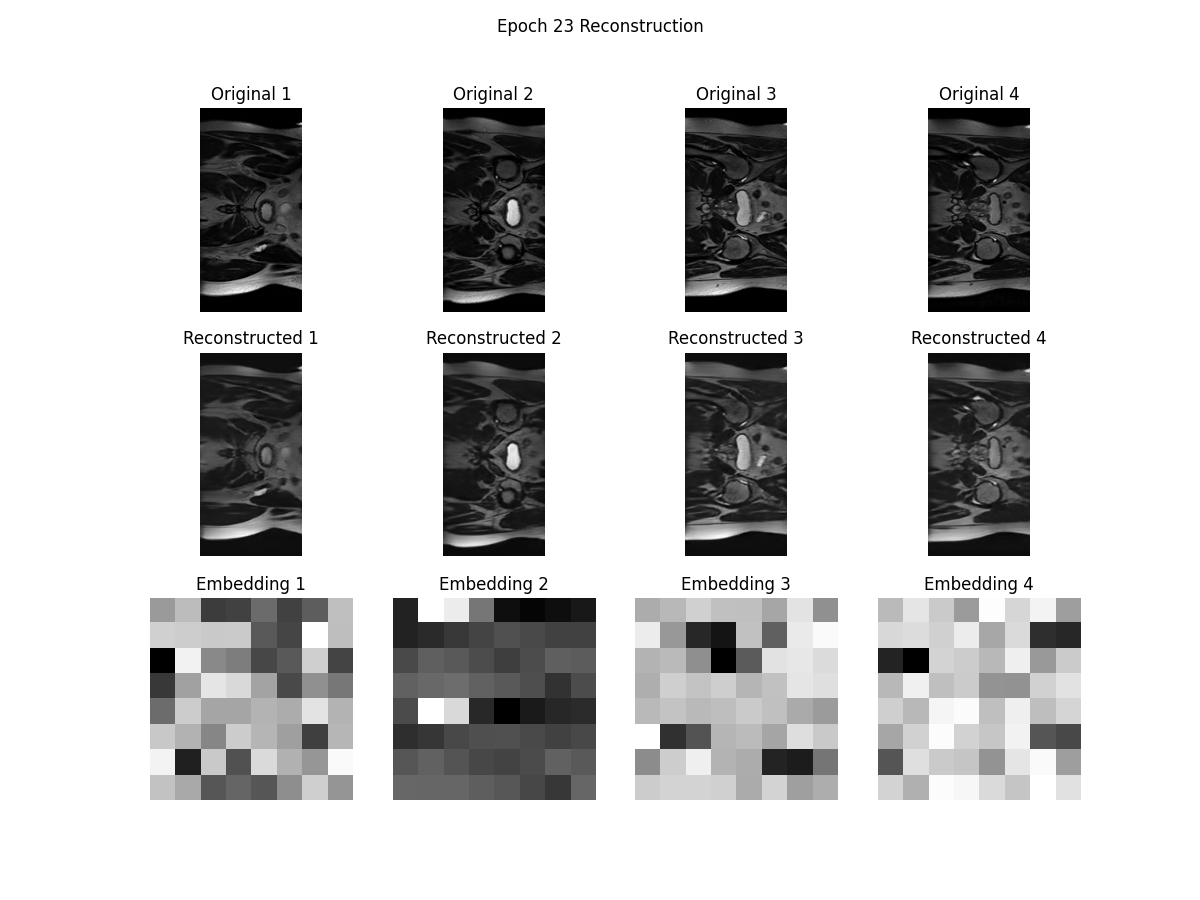 Epoch 23 Reconstruction
Original 1
Original 2
Original 3
Original 4
Reconstructed 1
Reconstructed 2
Reconstructed 3
Reconstructed 4
Embedding 1
Embedding 2
Embedding 3
Embedding 4